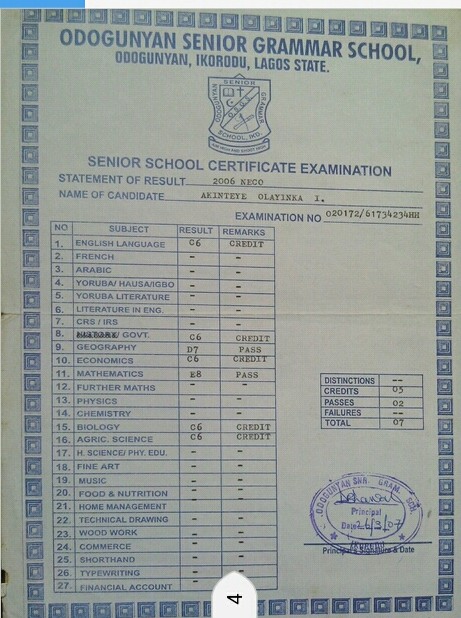 ODOGUNYAN SENIOR GRAMMAR SCHOOL,
ODOGUNYAN, IKORODU, LAGOS STATE.
SENIOR
ODOGUNYAN
GRAMMAR
SCHOOL, IKD.
SENIOR SCHOOL CERTIFICATE EXAMINATION
STATEMENT OF RESULT 2006 NECO
NAME OF CANDIDATE AKINTEYE OLAYINKA I.
EXAMINATION NO 020172/61734234HH
NO SUBJECT RESULT REMARKS
1. ENGLISH LANGUAGE C6 CREDIT
2. FRENCH - -
3. ARABIC - -
4. YORUBA/ HAUSA/IGBO - -
5. YORUBA LITERATURE - -
6. LITERATURE IN ENG. - -
7. CRS / IRS - -
8. / GOVT. C6 CREDIT
9. GEOGRAPHY D7 PASS
10. ECONOMICS C6 CREDIT
11. MATHEMATICS E8 PASS
12. FURTHER MATHS - -
13. PHYSICS - -
14. CHEMISTRY - -
15. BIOLOGY C6 CREDIT
16. AGRIC. SCIENCE C6 CREDIT
17. H. SCIENCE/ PHY. EDU. - -
18. FINE ART - -
19. MUSIC - -
20. FOOD & NUTRITION - -
21. HOME MANAGEMENT - -
22. TECHNICAL DRAWING - -
23. WOOD WORK - -
24. COMMERCE - -
25. SHORTHAND - -
26. TYPEWRITING - -
27. FINANCIAL ACCOUNT - -
DISTINCTIONS --
CREDITS 05
PASSES 02
FAILURES --
TOTAL 07
ODOGUNYAN SNR. GRAM. SCH.
Principal
Date 26/3/07
Principal's Signature & Date
4